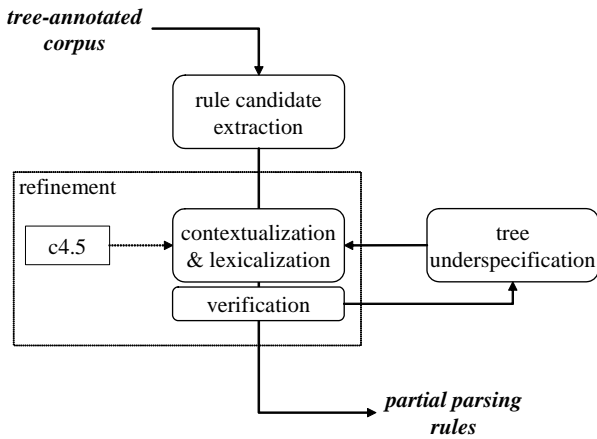 tree-annotated
corpus
rule candidate
extraction
refinement
c4.5
contextualization
& lexicalization
tree
underspecification
verification
partial parsing
rules